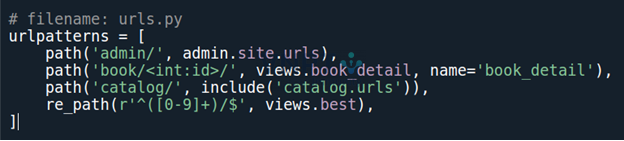 # filename: urls.py
urlpatterns = [
    path('admin/', admin.site.urls),
    path('book/<int:id>/', views.book_detail, name='book_detail'),
    path('catalog/', include('catalog.urls')),
    re_path(r'^([0-9]+)/$', views.best),
]